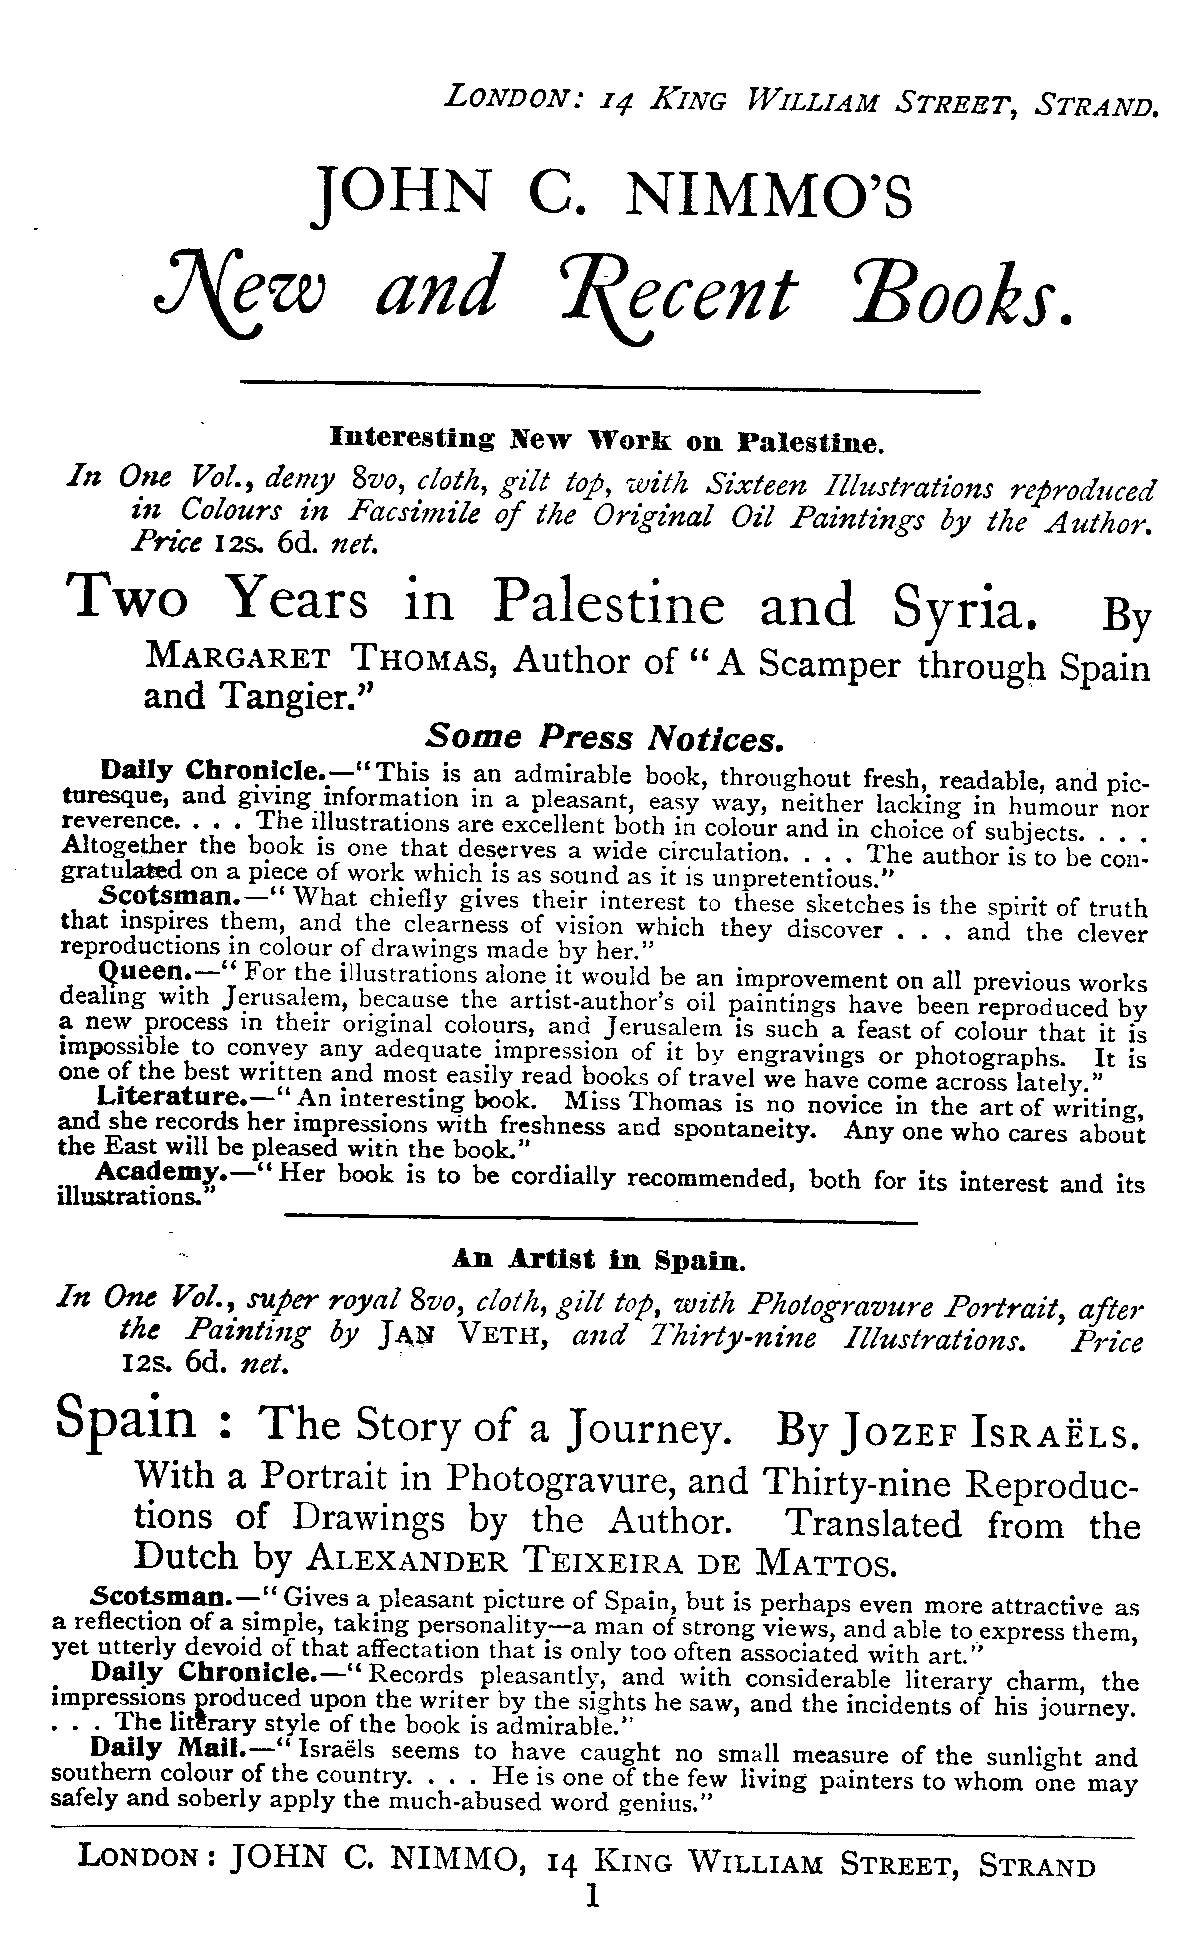 LONDON: 14 KING WILLIAM STREET, STRAND.
JOHN C. NIMMO'S
New and Recent Books.
Interesting New Work on Palestine.
In One Vol., demy 8vo, cloth, gilt top, with Sixteen Illustrations reproduced
in Colours in Facsimile of the Original Oil Paintings by the Author.
Price 12s. 6d. net.
Two Years in Palestine and Syria. By
MARGARET THOMAS, Author of "A Scamper through Spain
and Tangier."
Some Press Notices.
Daily Chronicle.—"This is an admirable book, throughout fresh, readable, and pic-
turesque, and giving information in a pleasant, easy way, neither lacking in humour nor
reverence. . . . The illustrations are excellent both in colour and in choice of subjects. . . .
Altogether the book is one that deserves a wide circulation. . . . The author is to be con-
gratulated on a piece of work which is as sound as it is unpretentious."
Scotsman.—"What chiefly gives their interest to these sketches is the spirit of truth
that inspires them, and the clearness of vision which they discover . . . and the clever
reproductions in colour of drawings made by her."
Queen.—"For the illustrations alone it would be an improvement on all previous works
dealing with Jerusalem, because the artist-author's oil paintings have been reproduced by
a new process in their original colours, and Jerusalem is such a feast of colour that it is
impossible to convey any adequate impression of it by engravings or photographs. It is
one of the best written and most easily read books of travel we have come across lately."
Literature.—"An interesting book. Miss Thomas is no novice in the art of writing,
and she records her impressions with freshness and spontaneity. Any one who cares about
the East will be pleased with the book."
Academy.—"Her book is to be cordially recommended, both for its interest and its
illustrations."
An Artist in Spain.
In One Vol., super royal 8vo, cloth, gilt top, with Photogravure Portrait, after
the Painting by JAN VETH, and Thirty-nine Illustrations. Price
12s. 6d. net.
Spain : The Story of a Journey. By JOZEF ISRAËLS.
With a Portrait in Photogravure, and Thirty-nine Reproduc-
tions of Drawings by the Author. Translated from the
Dutch by ALEXANDER TEIXEIRA DE MATTOS.
Scotsman.—"Gives a pleasant picture of Spain, but is perhaps even more attractive as
a reflection of a simple, taking personality—a man of strong views, and able to express them,
yet utterly devoid of that affectation that is only too often associated with art."
Daily Chronicle.—"Records pleasantly, and with considerable literary charm, the
impressions produced upon the writer by the sights he saw, and the incidents of his journey.
. . . The literary style of the book is admirable."
Daily Mail.—"Israëls seems to have caught no small measure of the sunlight and
southern colour of the country. . . . He is one of the few living painters to whom one may
safely and soberly apply the much-abused word genius."
LONDON: JOHN C. NIMMO, 14 KING WILLIAM STREET, STRAND
1